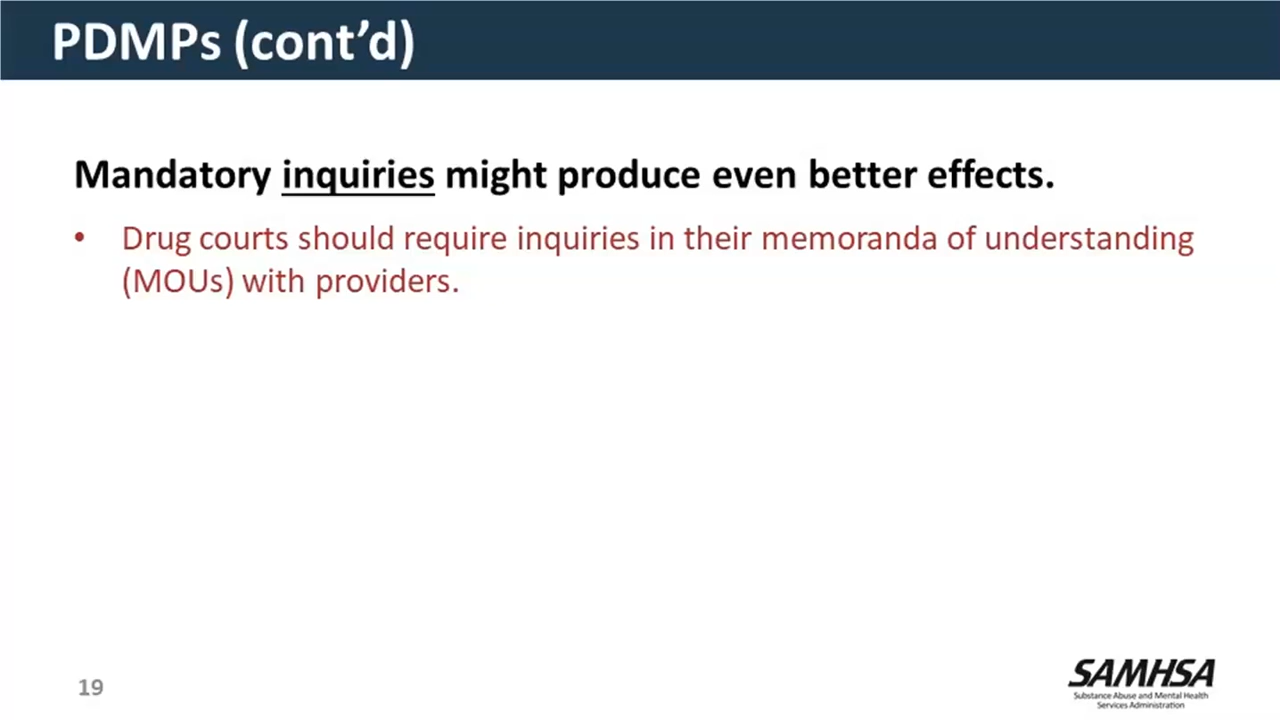 PDMPs (cont’d)
Mandatory inquiries might produce even better effects.
• Drug courts should require inquiries in their memoranda of understanding
(MOUs) with providers.
19
SAMHSA
Substance Abuse and Mental Health
Services Administration